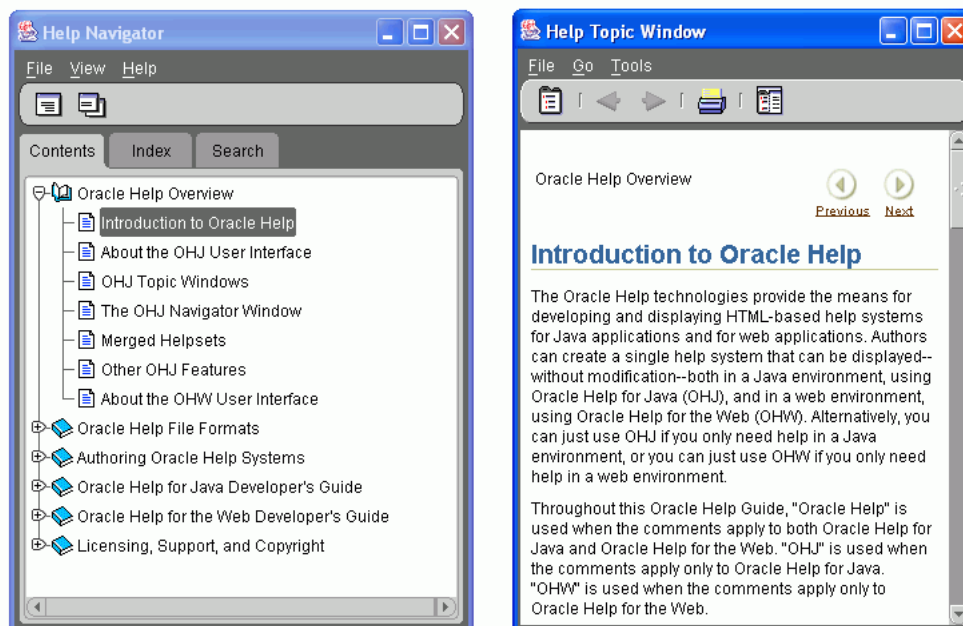 Help Navigator
File View Help
Contents Index Search
Oracle Help Overview
Introduction to Oracle Help
About the OHJ User Interface
OHJ Topic Windows
The OHJ Navigator Window
Merged Helpsets
Other OHJ Features
About the OHW User Interface
Oracle Help File Formats
Authoring Oracle Help Systems
Oracle Help for Java Developer's Guide
Oracle Help for the Web Developer's Guide
Licensing, Support, and Copyright
Help Topic Window
File Go Tools
Oracle Help Overview
Previous Next
Introduction to Oracle Help
The Oracle Help technologies provide the means for
developing and displaying HTML-based help systems
for Java applications and for web applications. Authors
can create a single help system that can be displayed--
without modification--both in a Java environment, using
Oracle Help for Java (OHJ), and in a web environment,
using Oracle Help for the Web (OHW). Alternatively, you
can just use OHJ if you only need help in a Java
environment, or you can just use OHW if you only need
help in a web environment.
Throughout this Oracle Help Guide, "Oracle Help" is
used when the comments apply to both Oracle Help for
Java and Oracle Help for the Web. "OHJ" is used when
the comments apply only to Oracle Help for Java.
"OHW" is used when the comments apply only to
Oracle Help for the Web.